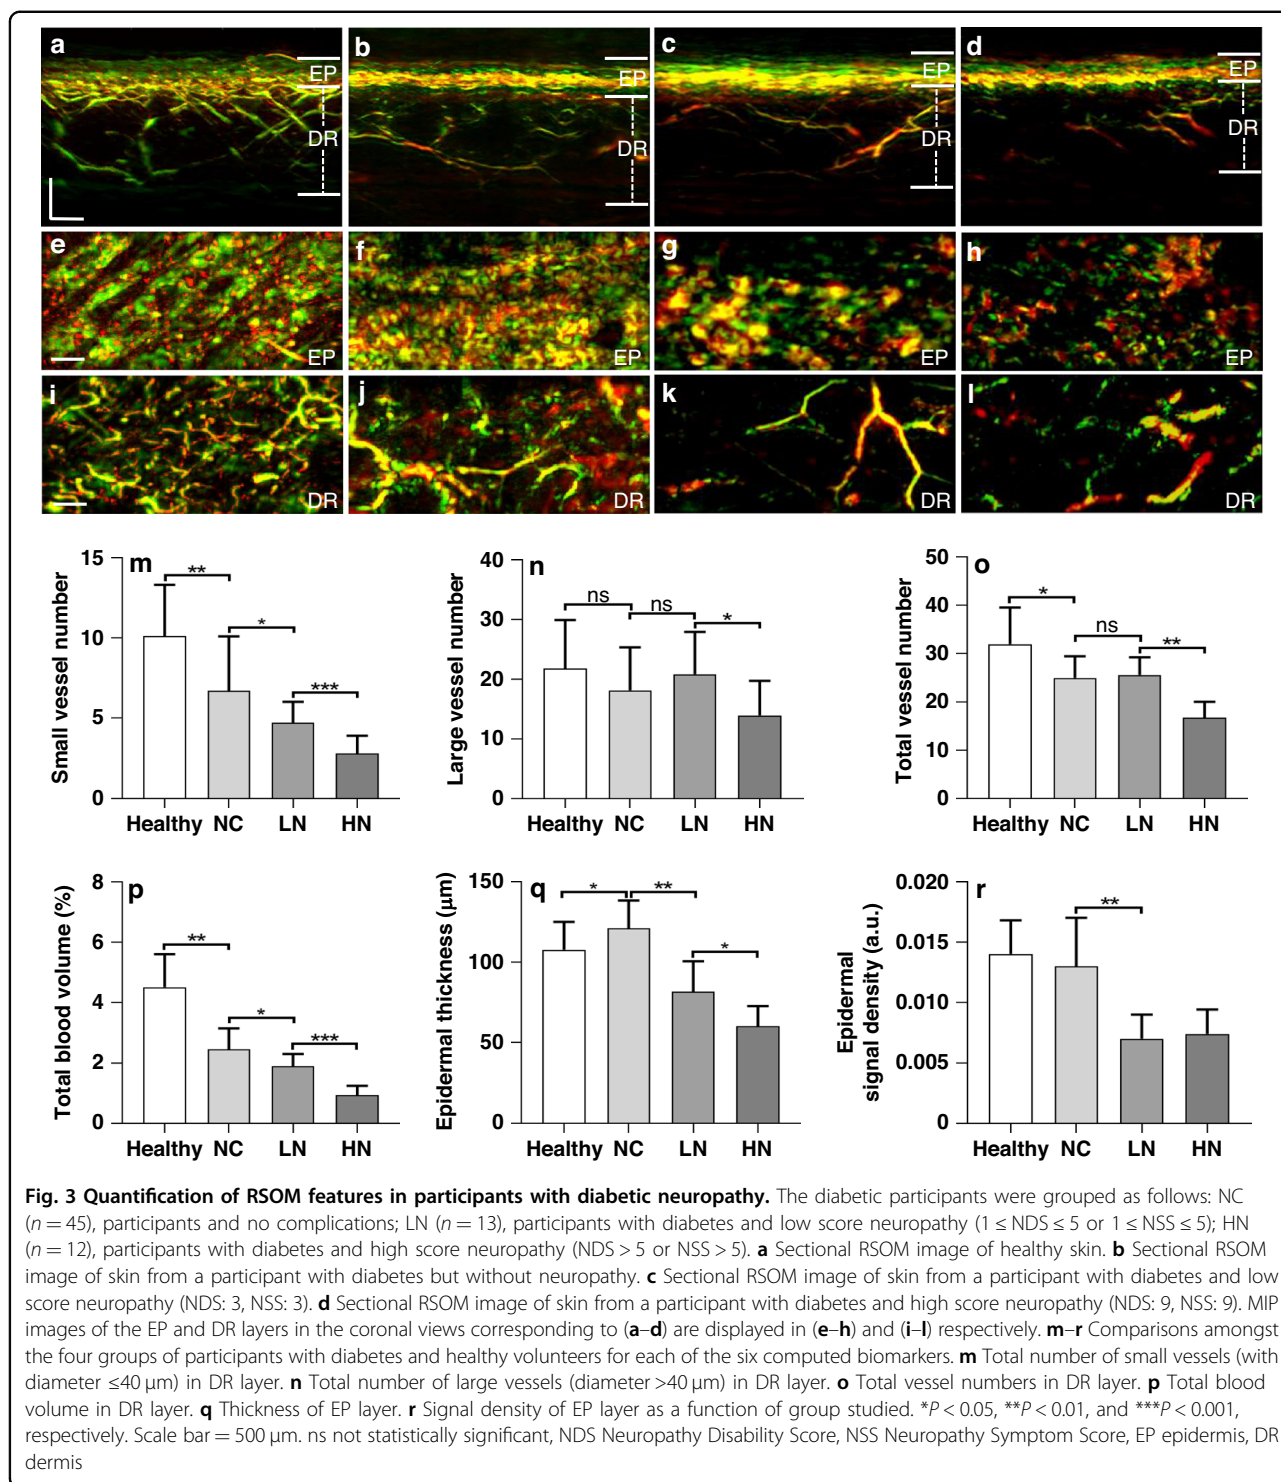 a b c d
EP EP EP EP
DR DR DR DR
e f g h
EP EP EP EP
i j k l
DR DR DR DR
m
Small vessel number
15
10
5
0
** * ***
Healthy NC LN HN
n
Large vessel number
40
30
20
10
0
ns ns *
Healthy NC LN HN
o
Total vessel number
50
40
30
20
10
0
* ns **
Healthy NC LN HN
p
Total blood volume (%)
8
6
4
2
0
** * ***
Healthy NC LN HN
q
Epidermal thickness (μm)
150
100
50
0
* ** *
Healthy NC LN HN
r
Epidermal
signal density (a.u.)
0.020
0.015
0.010
0.005
0
**
Healthy NC LN HN
Fig. 3 Quantification of RSOM features in participants with diabetic neuropathy. The diabetic participants were grouped as follows: NC
(n = 45), participants and no complications; LN (n = 13), participants with diabetes and low score neuropathy (1 ≤ NDS ≤ 5 or 1 ≤ NSS ≤ 5); HN
(n = 12), participants with diabetes and high score neuropathy (NDS > 5 or NSS > 5). a Sectional RSOM image of healthy skin. b Sectional RSOM
image of skin from a participant with diabetes but without neuropathy. c Sectional RSOM image of skin from a participant with diabetes and low
score neuropathy (NDS: 3, NSS: 3). d Sectional RSOM image of skin from a participant with diabetes and high score neuropathy (NDS: 9, NSS: 9). MIP
images of the EP and DR layers in the coronal views corresponding to (a–d) are displayed in (e–h) and (i–l) respectively. m–r Comparisons amongst
the four groups of participants with diabetes and healthy volunteers for each of the six computed biomarkers. m Total number of small vessels (with
diameter ≤40 μm) in DR layer. n Total number of large vessels (diameter >40 μm) in DR layer. o Total vessel numbers in DR layer. p Total blood
volume in DR layer. q Thickness of EP layer. r Signal density of EP layer as a function of group studied. *P < 0.05, **P < 0.01, and ***P < 0.001,
respectively. Scale bar = 500 μm. ns not statistically significant, NDS Neuropathy Disability Score, NSS Neuropathy Symptom Score, EP epidermis, DR
dermis